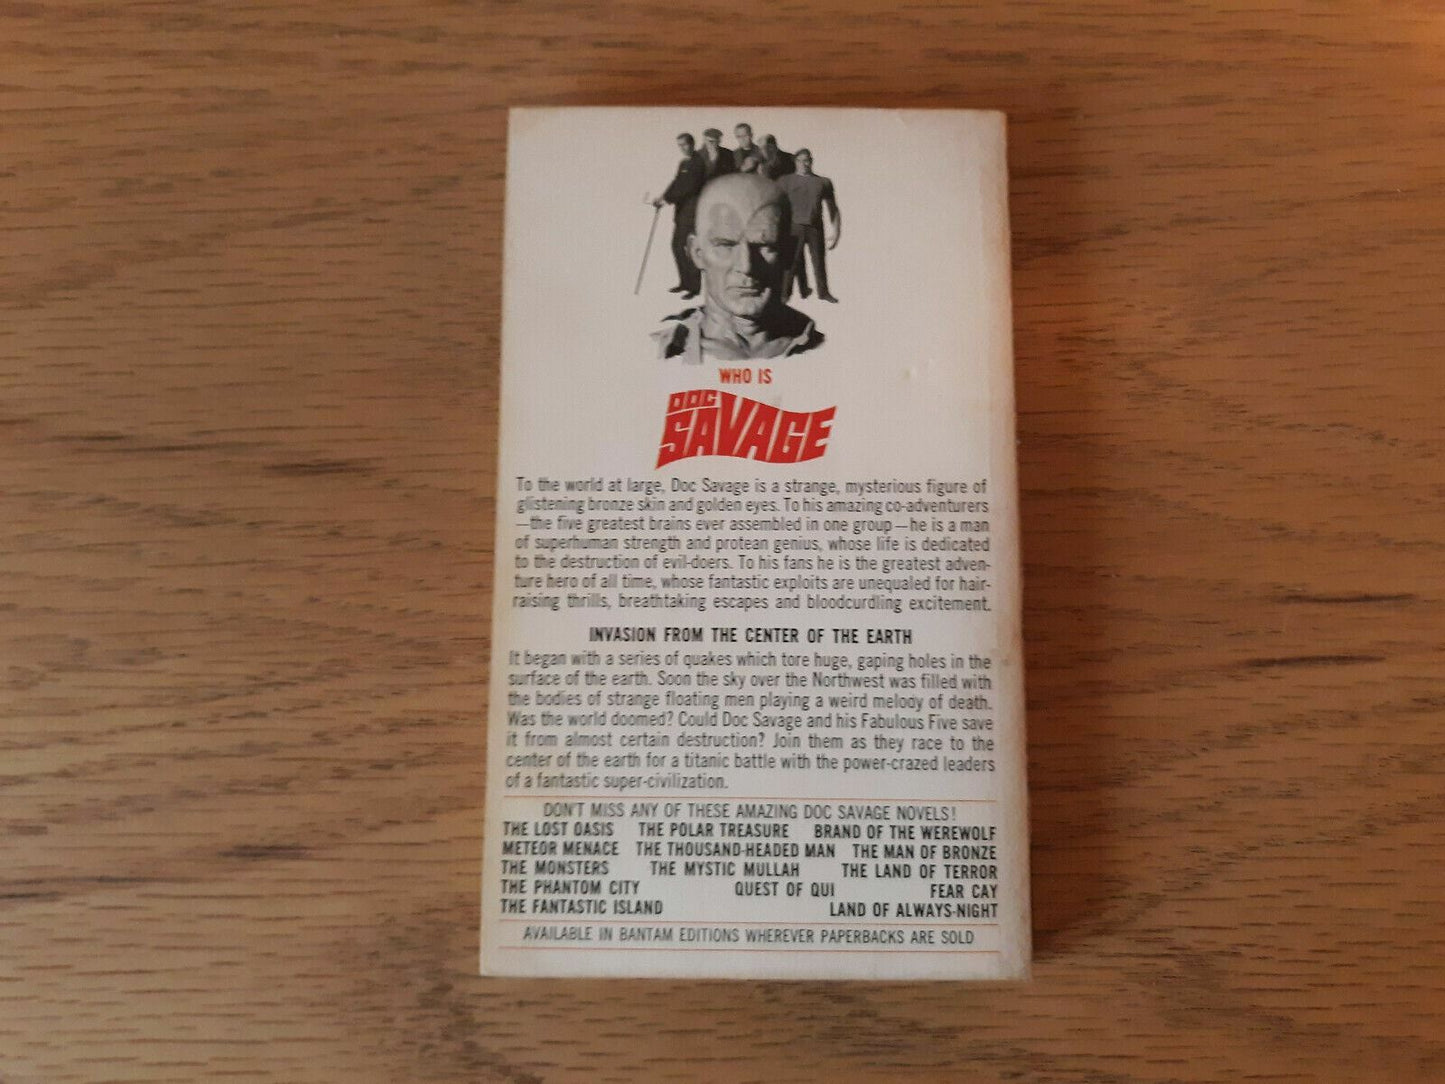 WHO IS
DOC
SAVAGE
To the world at large, Doc Savage is a strange, mysterious figure of
glistening bronze skin and golden eyes. To his amazing co-adventurers
—the five greatest brains ever assembled in one group—he is a man
of superhuman strength and protean genius, whose life is dedicated
to the destruction of evil-doers. To his fans he is the greatest adven-
ture hero of all time, whose fantastic exploits are unequaled for hair-
raising thrills, breathtaking escapes and bloodcurdling excitement.
INVASION FROM THE CENTER OF THE EARTH
It began with a series of quakes which tore huge, gaping holes in the
surface of the earth. Soon the sky over the Northwest was filled with
the bodies of strange floating men playing a weird melody of death.
Was the world doomed? Could Doc Savage and his Fabulous Five save
it from almost certain destruction? Join them as they race to the
center of the earth for a titanic battle with the power-crazed leaders
of a fantastic super-civilization.
DON'T MISS ANY OF THESE AMAZING DOC SAVAGE NOVELS!
THE LOST OASIS THE POLAR TREASURE BRAND OF THE WEREWOLF
METEOR MENACE THE THOUSAND-HEADED MAN THE MAN OF BRONZE
THE MONSTERS THE MYSTIC MULLAH THE LAND OF TERROR
THE PHANTOM CITY QUEST OF QUI FEAR CAY
THE FANTASTIC ISLAND LAND OF ALWAYS-NIGHT
AVAILABLE IN BANTAM EDITIONS WHEREVER PAPERBACKS ARE SOLD